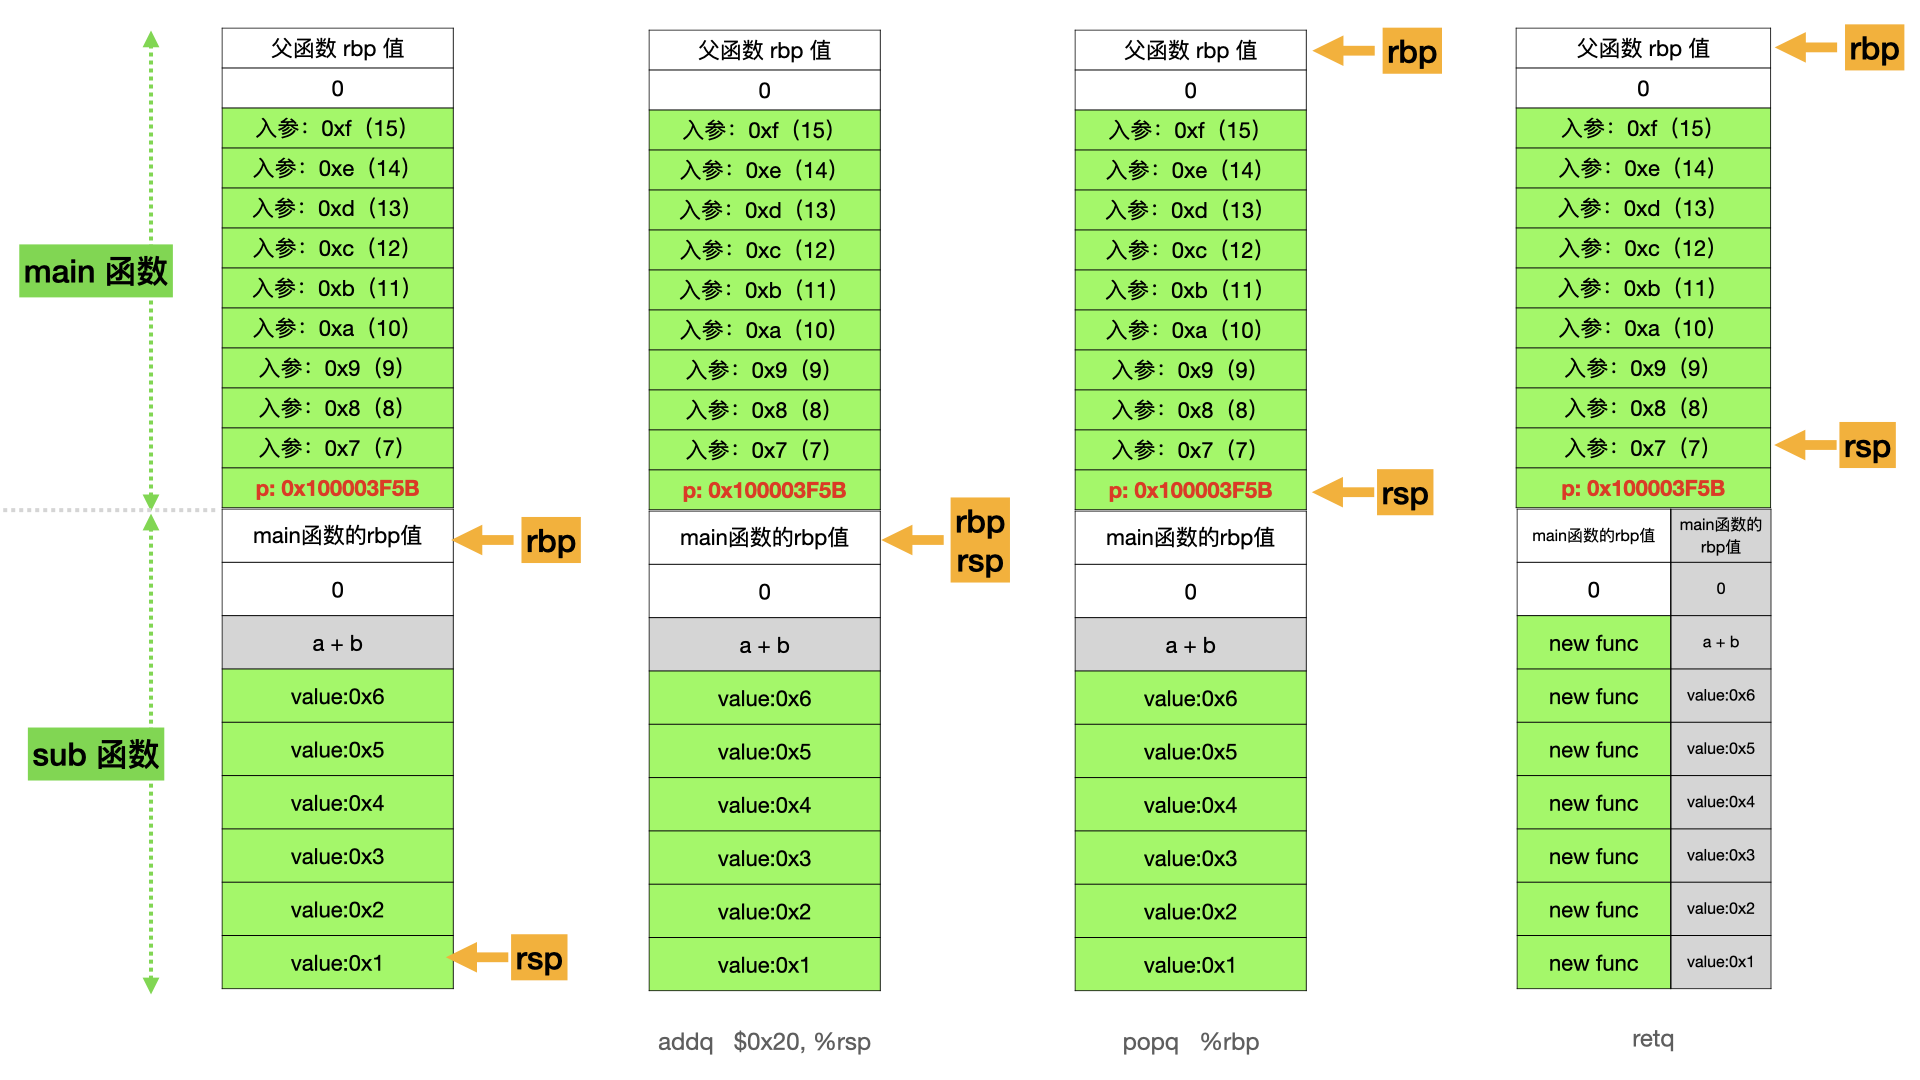 main 函数
sub 函数
父函数 rbp 值
0
入参：0xf（15）
入参：0xe（14）
入参：0xd（13）
入参：0xc（12）
入参：0xb（11）
入参：0xa（10）
入参：0x9（9）
入参：0x8（8）
入参：0x7（7）
p: 0x100003F5B
main函数的rbp值
0
a + b
value:0x6
value:0x5
value:0x4
value:0x3
value:0x2
value:0x1
rbp
rsp
父函数 rbp 值
0
入参：0xf（15）
入参：0xe（14）
入参：0xd（13）
入参：0xc（12）
入参：0xb（11）
入参：0xa（10）
入参：0x9（9）
入参：0x8（8）
入参：0x7（7）
p: 0x100003F5B
main函数的rbp值
0
a + b
value:0x6
value:0x5
value:0x4
value:0x3
value:0x2
value:0x1
rbp
rsp
addq $0x20, %rsp
父函数 rbp 值
0
入参：0xf（15）
入参：0xe（14）
入参：0xd（13）
入参：0xc（12）
入参：0xb（11）
入参：0xa（10）
入参：0x9（9）
入参：0x8（8）
入参：0x7（7）
p: 0x100003F5B
main函数的rbp值
0
a + b
value:0x6
value:0x5
value:0x4
value:0x3
value:0x2
value:0x1
rbp
rsp
popq %rbp
父函数 rbp 值
0
入参：0xf（15）
入参：0xe（14）
入参：0xd（13）
入参：0xc（12）
入参：0xb（11）
入参：0xa（10）
入参：0x9（9）
入参：0x8（8）
入参：0x7（7）
p: 0x100003F5B
main函数的rbp值
0
new func
new func
new func
new func
new func
new func
new func
main函数的
rbp值
0
a + b
value:0x6
value:0x5
value:0x4
value:0x3
value:0x2
value:0x1
rbp
rsp
retq